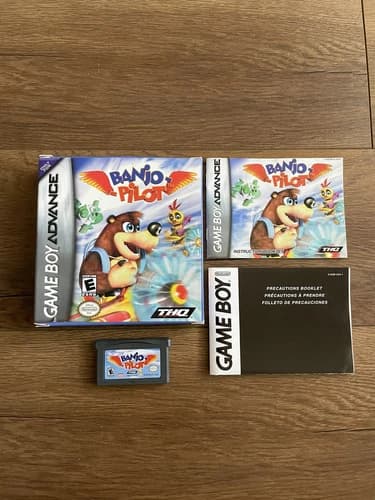 GAME BOY ADVANCE
BANJO
PILOT
E
THQ
GAME BOY ADVANCE
BANJO
PILOT
THQ
GAME BOY
PRECAUTIONS BOOKLET
PRÉCAUTIONS À PRENDRE
FOLLETO DE PRECAUCIONES
BANJO
PILOT
E
THQ